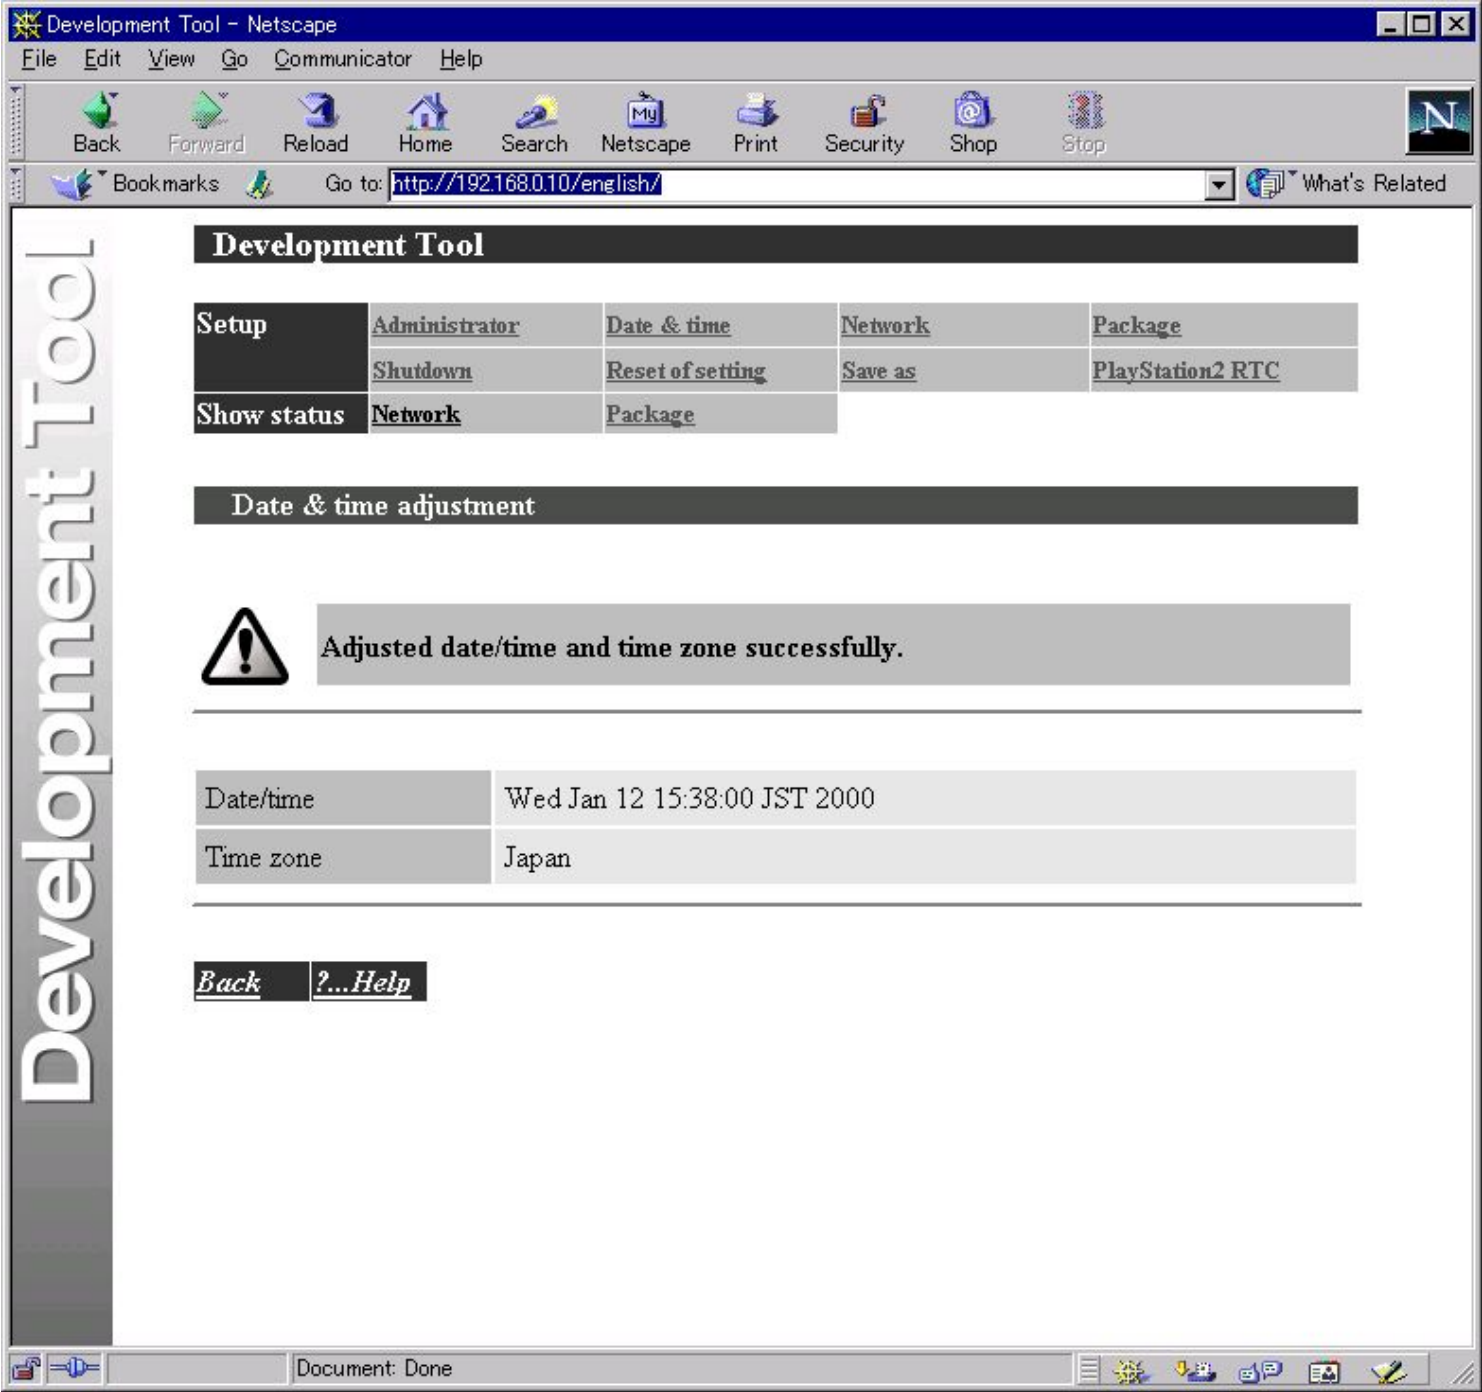 Development Tool - Netscape
File Edit View Go Communicator Help
Back Forward Reload Home Search Netscape Print Security Shop Stop
My
N
Bookmarks Go to: http://192.168.0.10/english/ What's Related
Development Tool
Development Tool
Setup Administrator Date & time Network Package
Shutdown Reset of setting Save as PlayStation2 RTC
Show status Network Package
Date & time adjustment
Adjusted date/time and time zone successfully.
Date/time Wed Jan 12 15:38:00 JST 2000
Time zone Japan
Back ?...Help
Document: Done